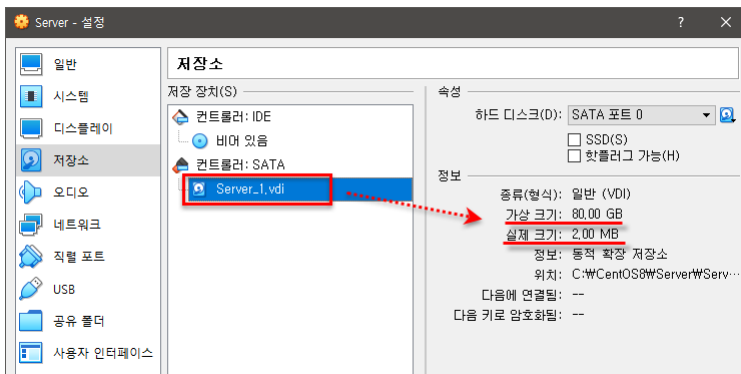 Server - 설정
일반
시스템
디스플레이
저장소
오디오
네트워크
직렬 포트
USB
공유 폴더
사용자 인터페이스
저장소
저장 장치(S)
컨트롤러: IDE
비어 있음
컨트롤러: SATA
Server_1.vdi
속성
하드 디스크(D): SATA 포트 0
SSD(S)
핫플러그 가능(H)
정보
종류(형식): 일반 (VDI)
가상 크기: 80,00 GB
실제 크기: 2,00 MB
정보: 동적 확장 저장소
위치: C:₩CentOS8₩Server₩Serv…
다음에 연결됨: --
다음 키로 암호화됨: --